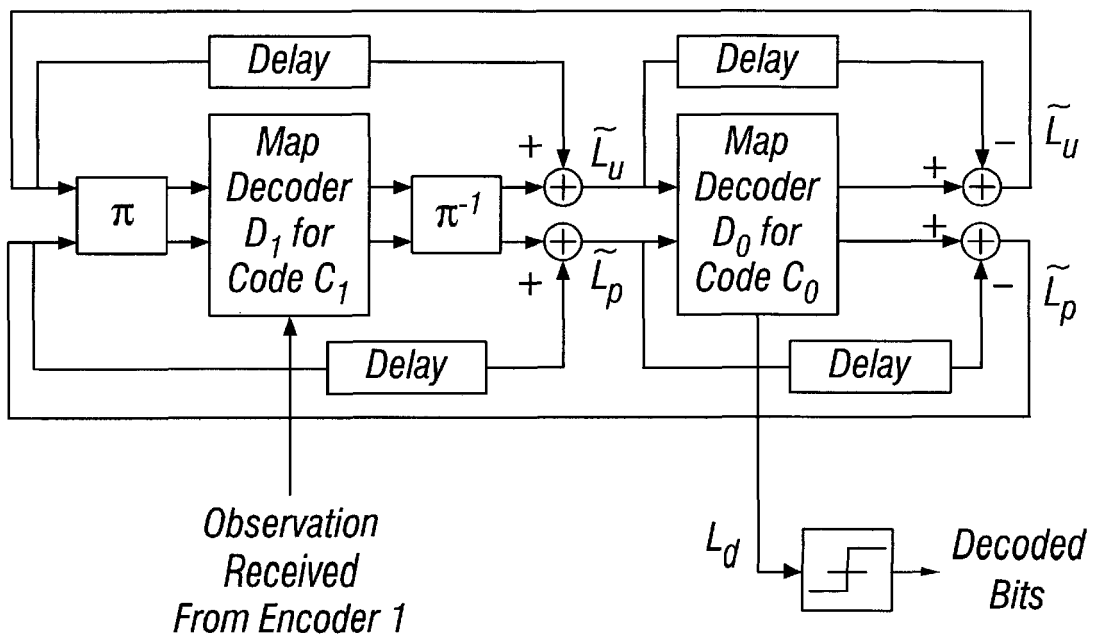 Delay
Delay
Map
Decoder
D₁ for
Code C₁
π
π⁻¹
+
+
L̃ᵤ
+
L̃ₚ
+
Map
Decoder
D₀ for
Code C₀
+
−
+
L̃ᵤ
+
+
−
L̃ₚ
Delay
Delay
Observation
Received
From Encoder 1
L_d
Decoded
Bits